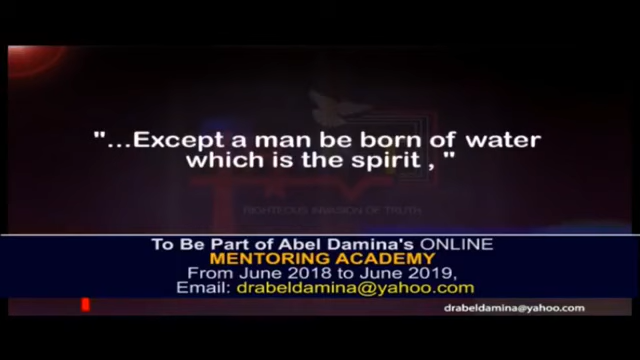 "...Except a man be born of water
which is the spirit , "
RIGHTEOUS INVASION OF TRUTH
To Be Part of Abel Damina's ONLINE
MENTORING ACADEMY
From June 2018 to June 2019,
Email: drabeldamina@yahoo.com
drabeldamina@yahoo.com